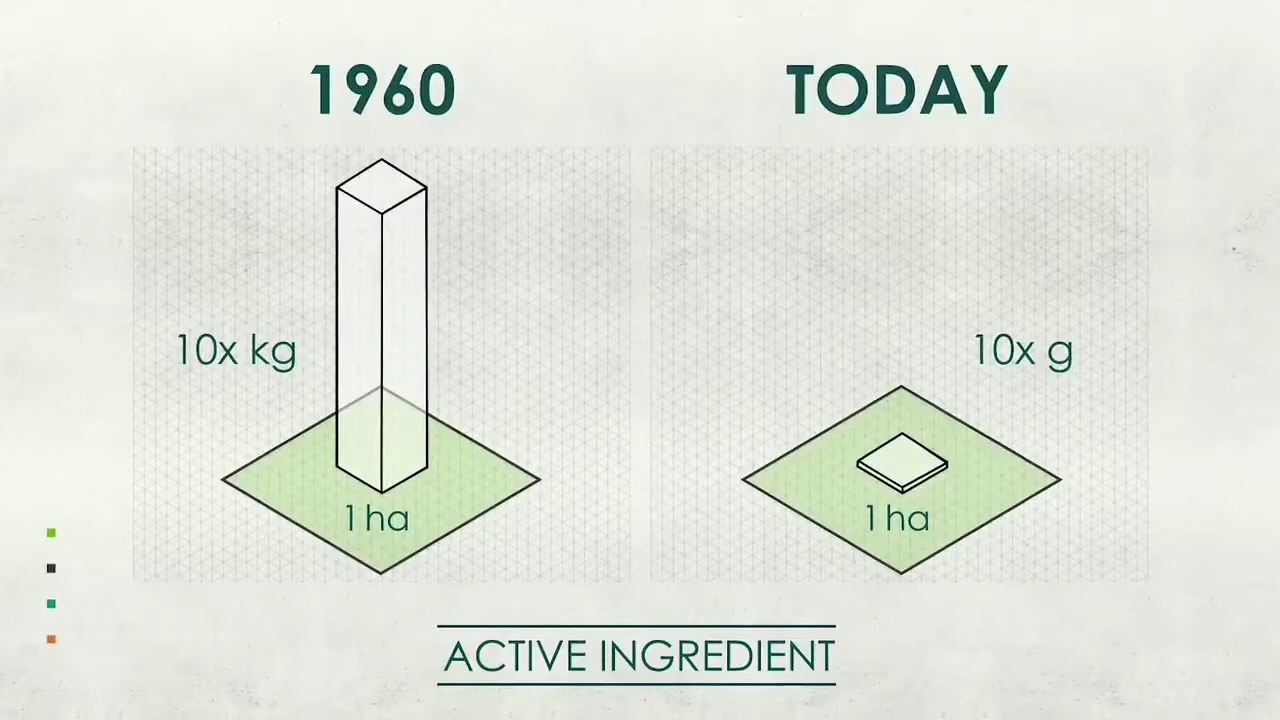 1960
TODAY
10x kg
10x g
1 ha
1 ha
ACTIVE INGREDIENT